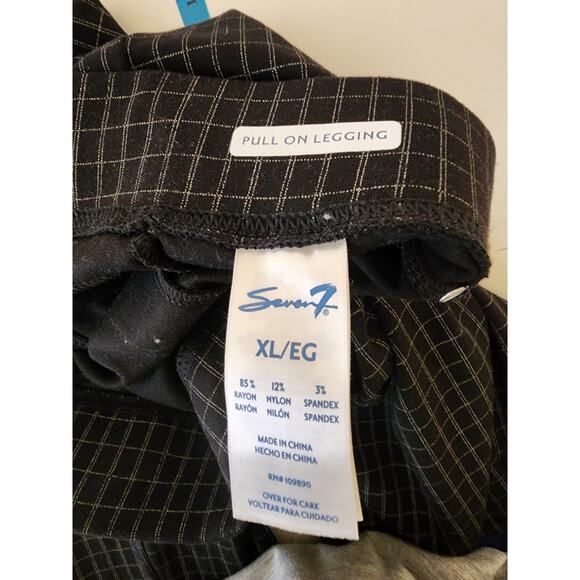 PULL ON LEGGING
Seven7®
XL/EG
85% 12% 3%
RAYON NYLON SPANDEX
RAYÓN NILÓN SPANDEX
MADE IN CHINA
HECHO EN CHINA
RN# 109890
OVER FOR CARE
VOLTEAR PARA CUIDADO